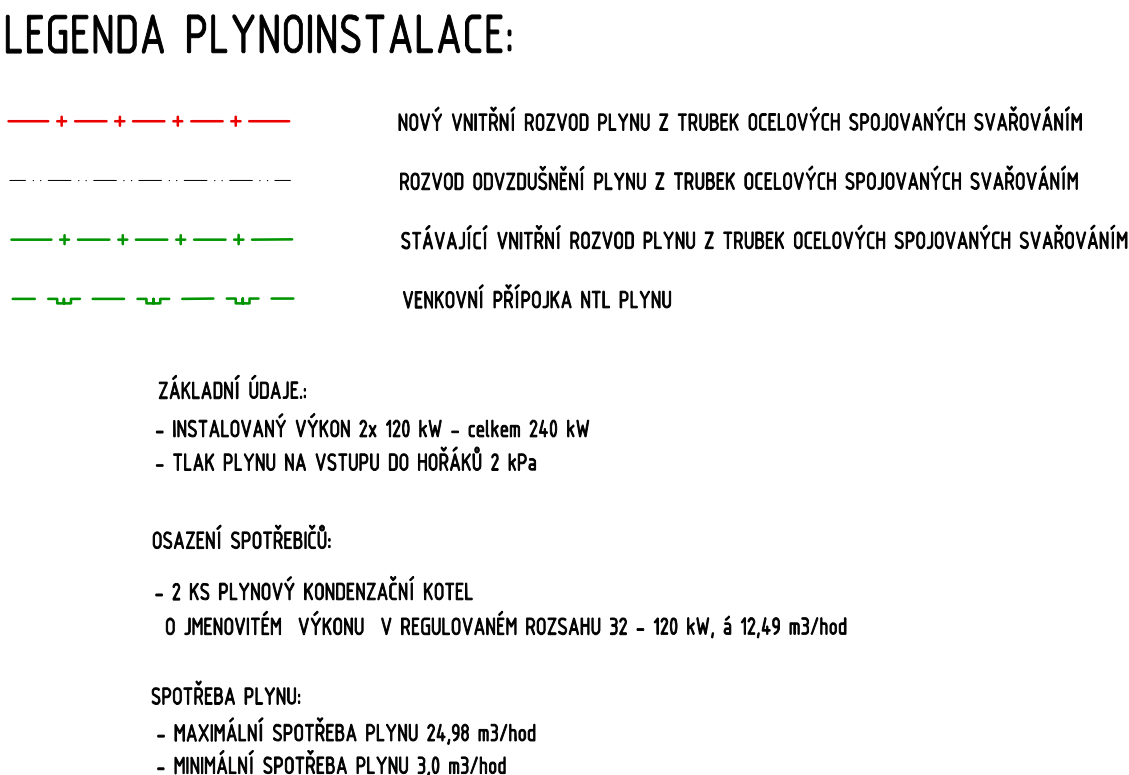 LEGENDA PLYNOINSTALACE:
NOVÝ VNITŘNÍ ROZVOD PLYNU Z TRUBEK OCELOVÝCH SPOJOVANÝCH SVAŘOVÁNÍM
ROZVOD ODVZDUŠNĚNÍ PLYNU Z TRUBEK OCELOVÝCH SPOJOVANÝCH SVAŘOVÁNÍM
STÁVAJÍCÍ VNITŘNÍ ROZVOD PLYNU Z TRUBEK OCELOVÝCH SPOJOVANÝCH SVAŘOVÁNÍM
VENKOVNÍ PŘÍPOJKA NTL PLYNU
ZÁKLADNÍ ÚDAJE.:
- INSTALOVANÝ VÝKON 2x 120 kW - celkem 240 kW
- TLAK PLYNU NA VSTUPU DO HOŘÁKŮ 2 kPa
OSAZENÍ SPOTŘEBIČŮ:
- 2 KS PLYNOVÝ KONDENZAČNÍ KOTEL
O JMENOVITÉM VÝKONU V REGULOVANÉM ROZSAHU 32 - 120 kW, á 12,49 m3/hod
SPOTŘEBA PLYNU:
- MAXIMÁLNÍ SPOTŘEBA PLYNU 24,98 m3/hod
- MINIMÁLNÍ SPOTŘEBA PLYNU 3,0 m3/hod